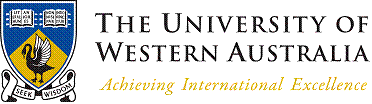 THE UNIVERSITY OF
WESTERN AUSTRALIA
Achieving International Excellence
SEEK WISDOM